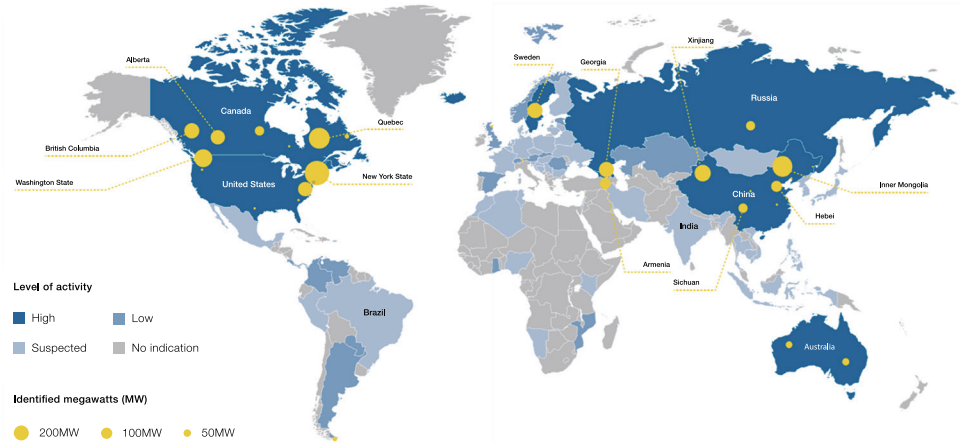 Alberta
Canada
Quebec
British Columbia
Washington State
United States
New York State
Brazil
Sweden
Georgia
Xinjiang
Russia
China
Inner Mongolia
India
Hebei
Armenia
Sichuan
Australia
Level of activity
High
Low
Suspected
No indication
Identified megawatts (MW)
200MW
100MW
50MW